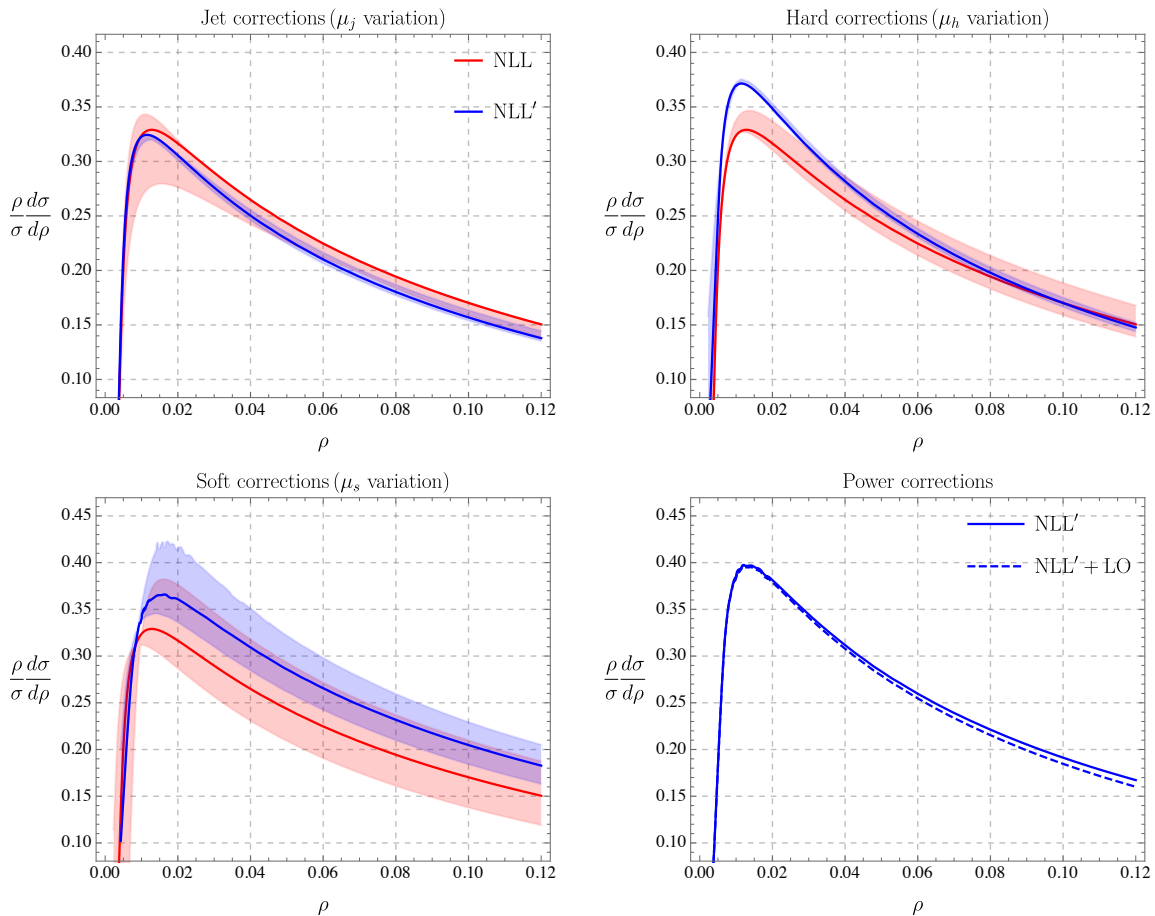 Jet corrections (μj variation)
0.40
0.35
0.30
0.25
0.20
0.15
0.10
ρ dσ
σ dρ
NLL
NLL′
0.00 0.02 0.04 0.06 0.08 0.10 0.12
ρ
Hard corrections (μh variation)
0.40
0.35
0.30
0.25
0.20
0.15
0.10
ρ dσ
σ dρ
0.00 0.02 0.04 0.06 0.08 0.10 0.12
ρ
Soft corrections (μs variation)
0.45
0.40
0.35
0.30
0.25
0.20
0.15
0.10
ρ dσ
σ dρ
0.00 0.02 0.04 0.06 0.08 0.10 0.12
ρ
Power corrections
0.45
0.40
0.35
0.30
0.25
0.20
0.15
0.10
ρ dσ
σ dρ
NLL′
NLL′ + LO
0.00 0.02 0.04 0.06 0.08 0.10 0.12
ρ